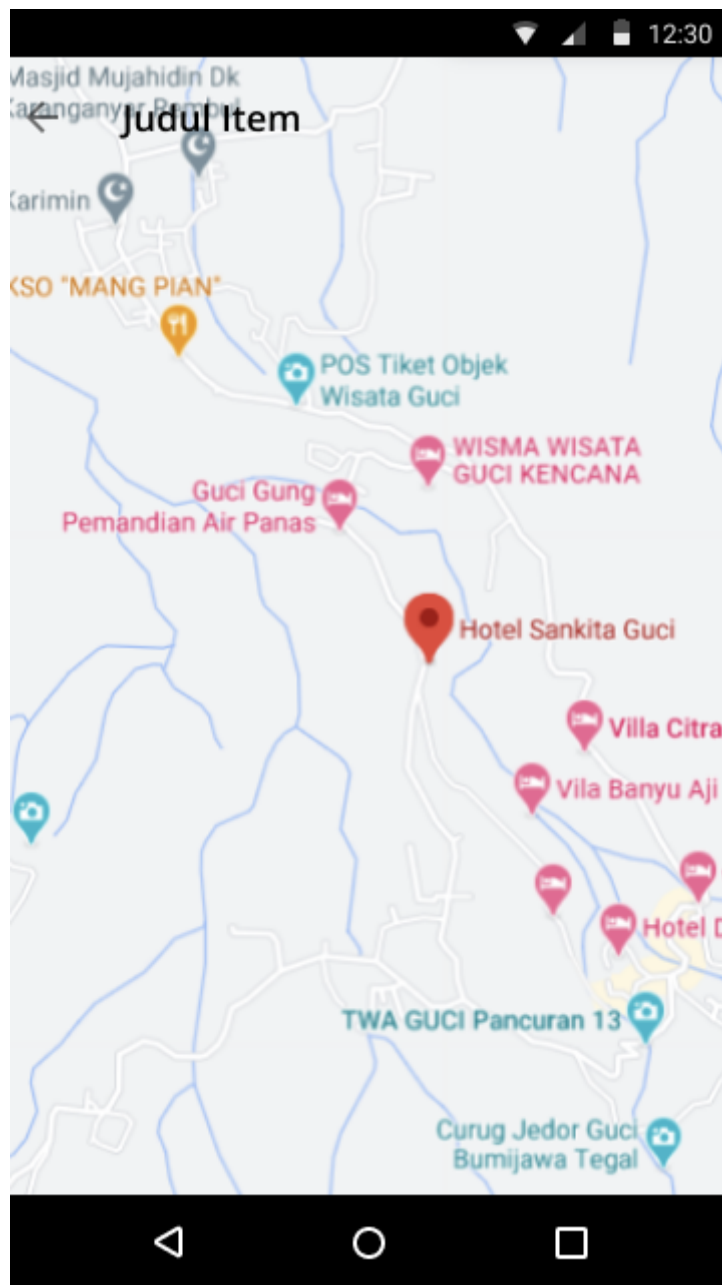 12:30
Masjid Mujahidin Dk
Karanganyar
Judul Item
Karimin
KSO "MANG PIAN"
POS Tiket Objek
Wisata Guci
WISMA WISATA
GUCI KENCANA
Guci Gung
Pemandian Air Panas
Hotel Sankita Guci
Villa Citra
Vila Banyu Aji
Hotel D
TWA GUCI Pancuran 13
Curug Jedor Guci
Bumijawa Tegal